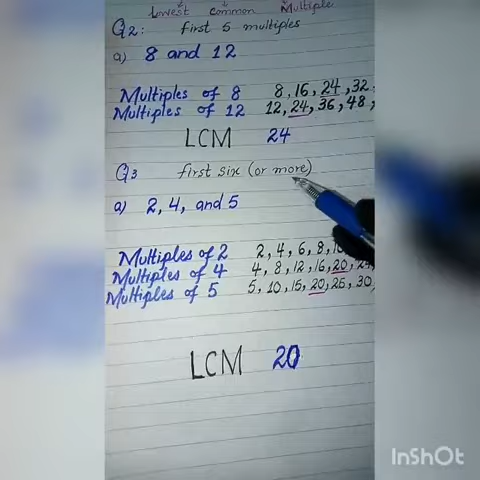 Lowest common Multiple
Q2: first 5 multiples
a) 8 and 12
Multiples of 8 8, 16, 24, 32
Multiples of 12 12, 24, 36, 48,
LCM 24
Q3 first six (or more)
a) 2, 4, and 5
Multiples of 2 2, 4, 6, 8, 10
Multiples of 4 4, 8, 12, 16, 20, 24
Multiples of 5 5, 10, 15, 20, 25, 30
LCM 20
InShOt